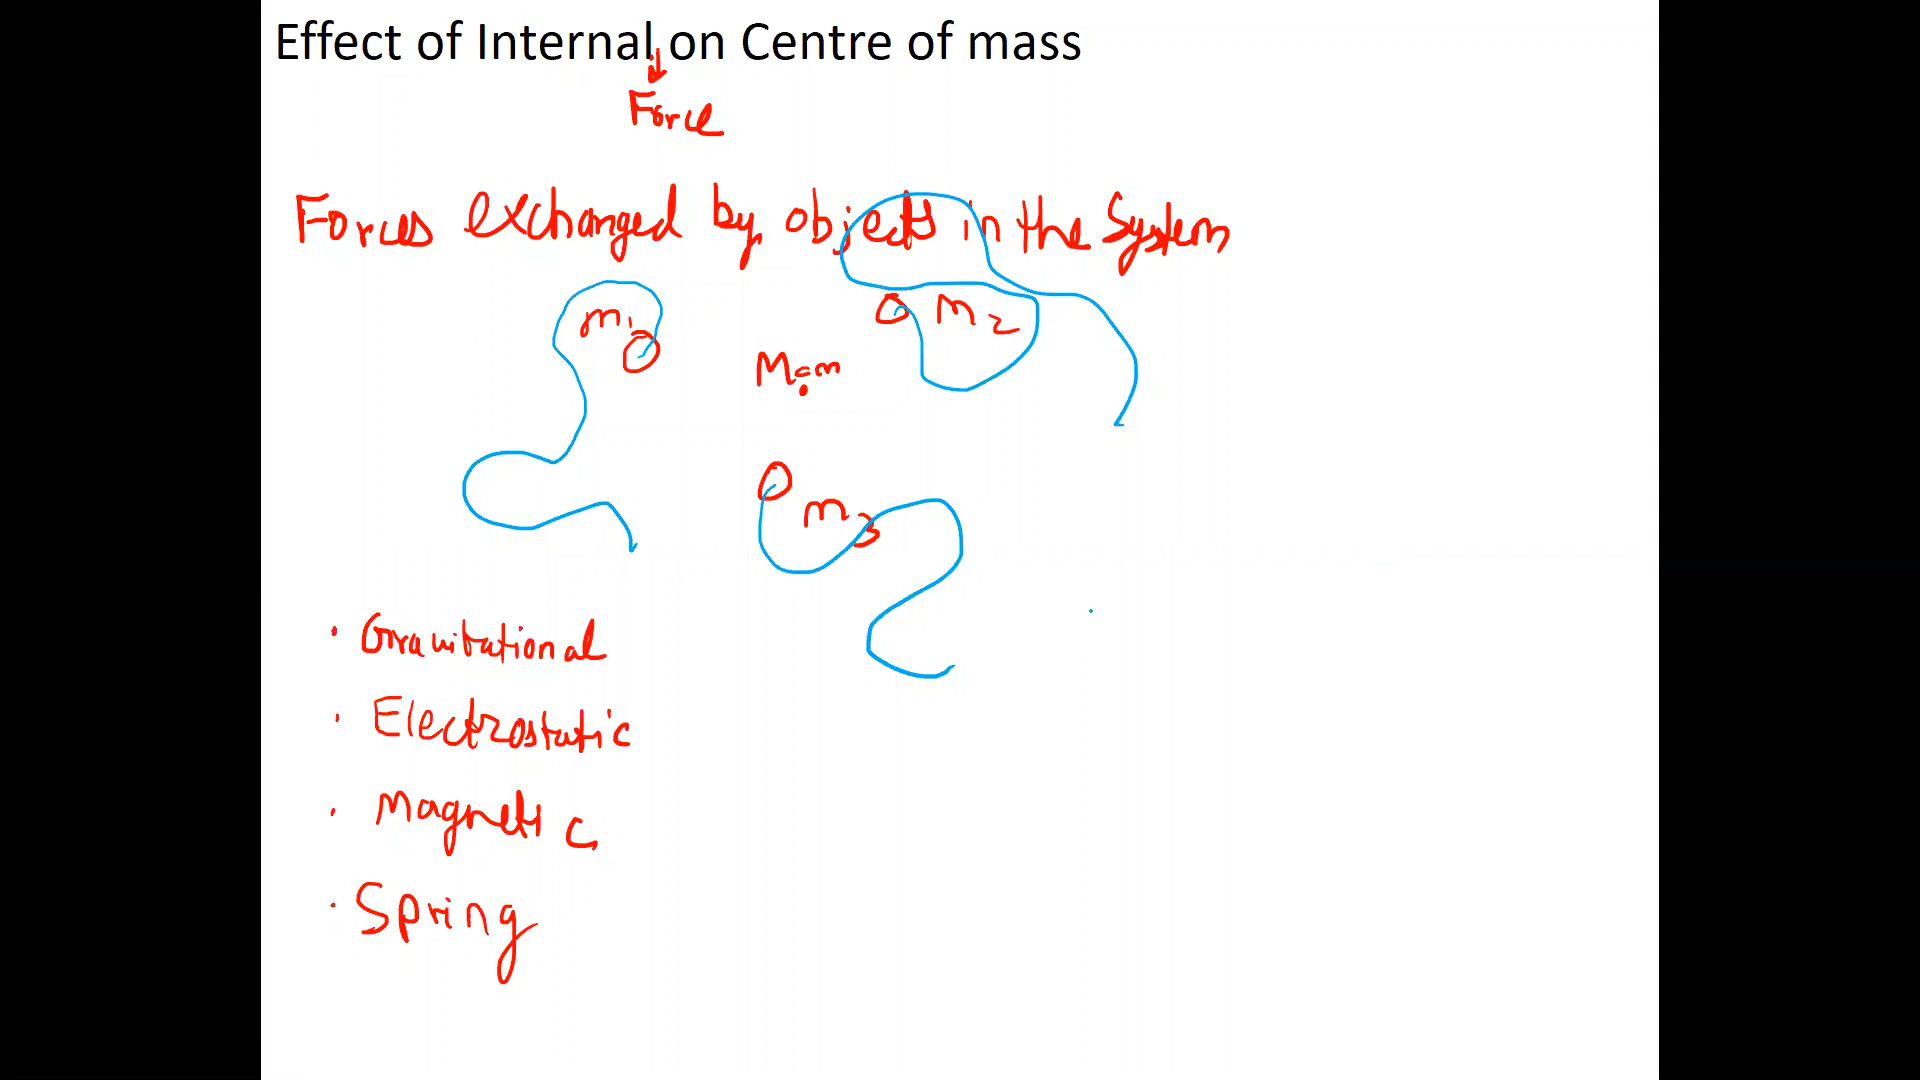 Effect of Internal on Centre of mass
Force
Forces exchanged by objects in the System
m1
m2
Mcm
m3
· Gravitational
· Electrostatic
· Magnetic
· Spring